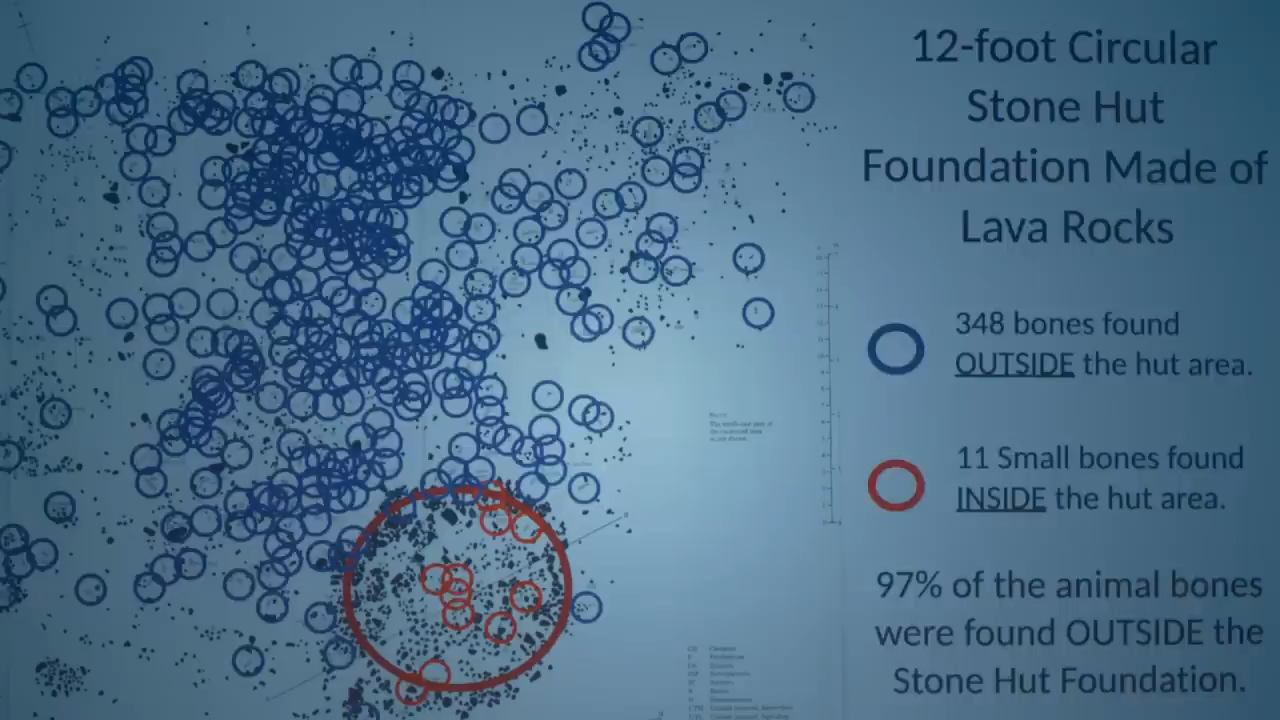 12-foot Circular
Stone Hut
Foundation Made of
Lava Rocks
348 bones found
OUTSIDE the hut area.
11 Small bones found
INSIDE the hut area.
97% of the animal bones
were found OUTSIDE the
Stone Hut Foundation.